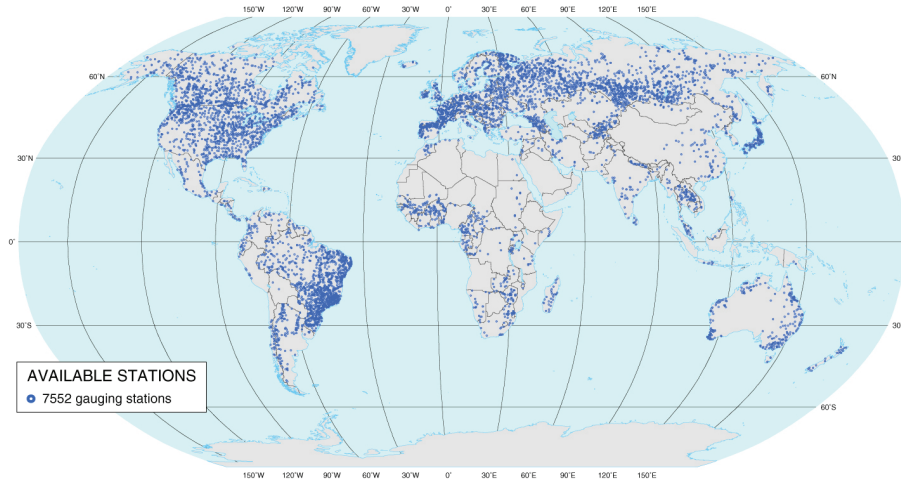 150˚W 120˚W 90˚W 60˚W 30˚W 0˚ 30˚E 60˚E 90˚E 120˚E 150˚E
60˚N 60˚N
30˚N 30
0˚
30˚S 30
AVAILABLE STATIONS
7552 gauging stations
60˚S
150˚W 120˚W 90˚W 60˚W 30˚W 0˚ 30˚E 60˚E 90˚E 120˚E 150˚E